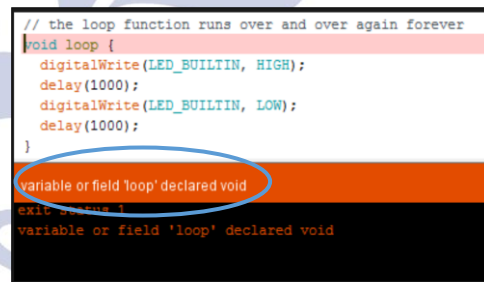 // the loop function runs over and over again forever
void loop {
digitalWrite(LED_BUILTIN, HIGH);
delay(1000);
digitalWrite(LED_BUILTIN, LOW);
delay(1000);
}
variable or field 'loop' declared void
exit status 1
variable or field 'loop' declared void